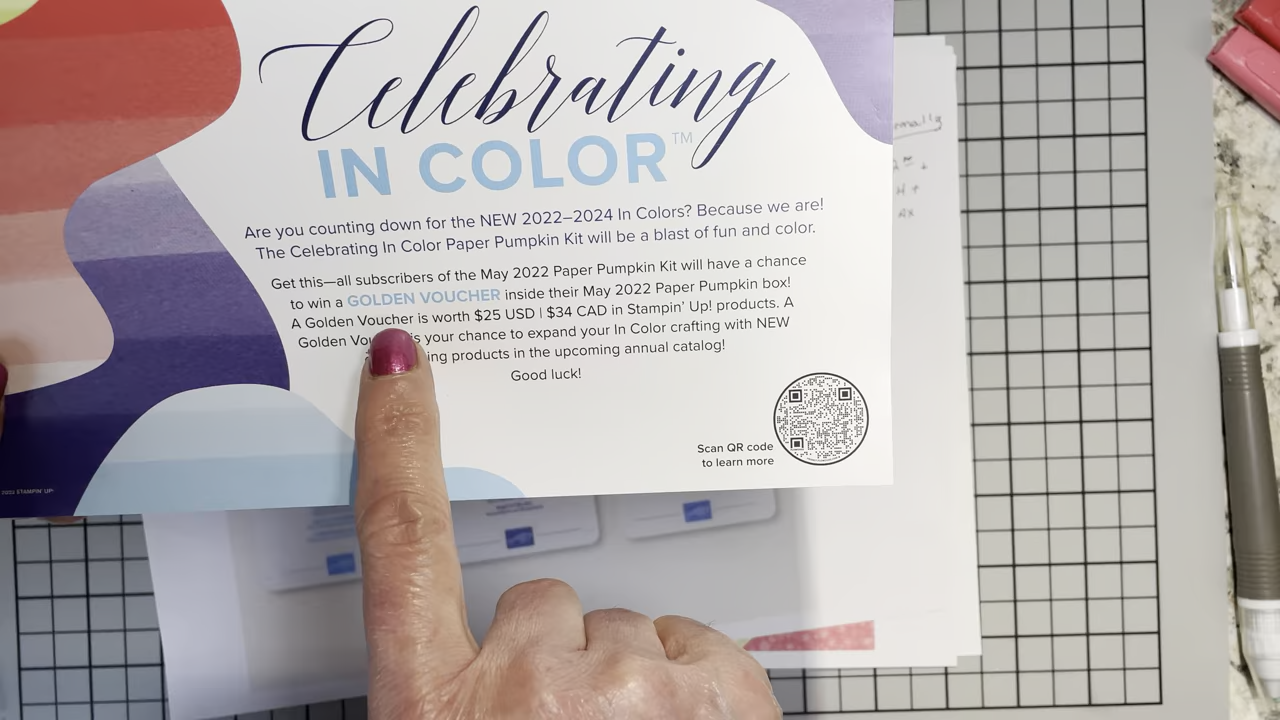 Celebrating
IN COLOR™
Are you counting down for the NEW 2022–2024 In Colors? Because we are!
The Celebrating In Color Paper Pumpkin Kit will be a blast of fun and color.
Get this—all subscribers of the May 2022 Paper Pumpkin Kit will have a chance
to win a GOLDEN VOUCHER inside their May 2022 Paper Pumpkin box!
A Golden Voucher is worth $25 USD | $34 CAD in Stampin' Up! products. A
Golden is your chance to expand your In Color crafting with NEW
products in the upcoming annual catalog!
Good luck!
Scan QR code
to learn more
2022 STAMPIN' UP!